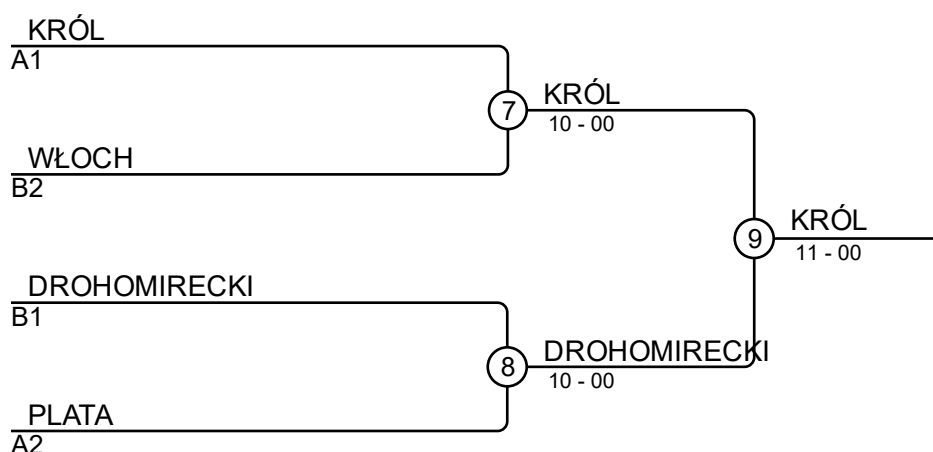 KRÓL
A1
7
KRÓL
10 - 00
WŁOCH
B2
9
KRÓL
11 - 00
DROHOMIRECKI
B1
8
DROHOMIRECKI
10 - 00
PLATA
A2